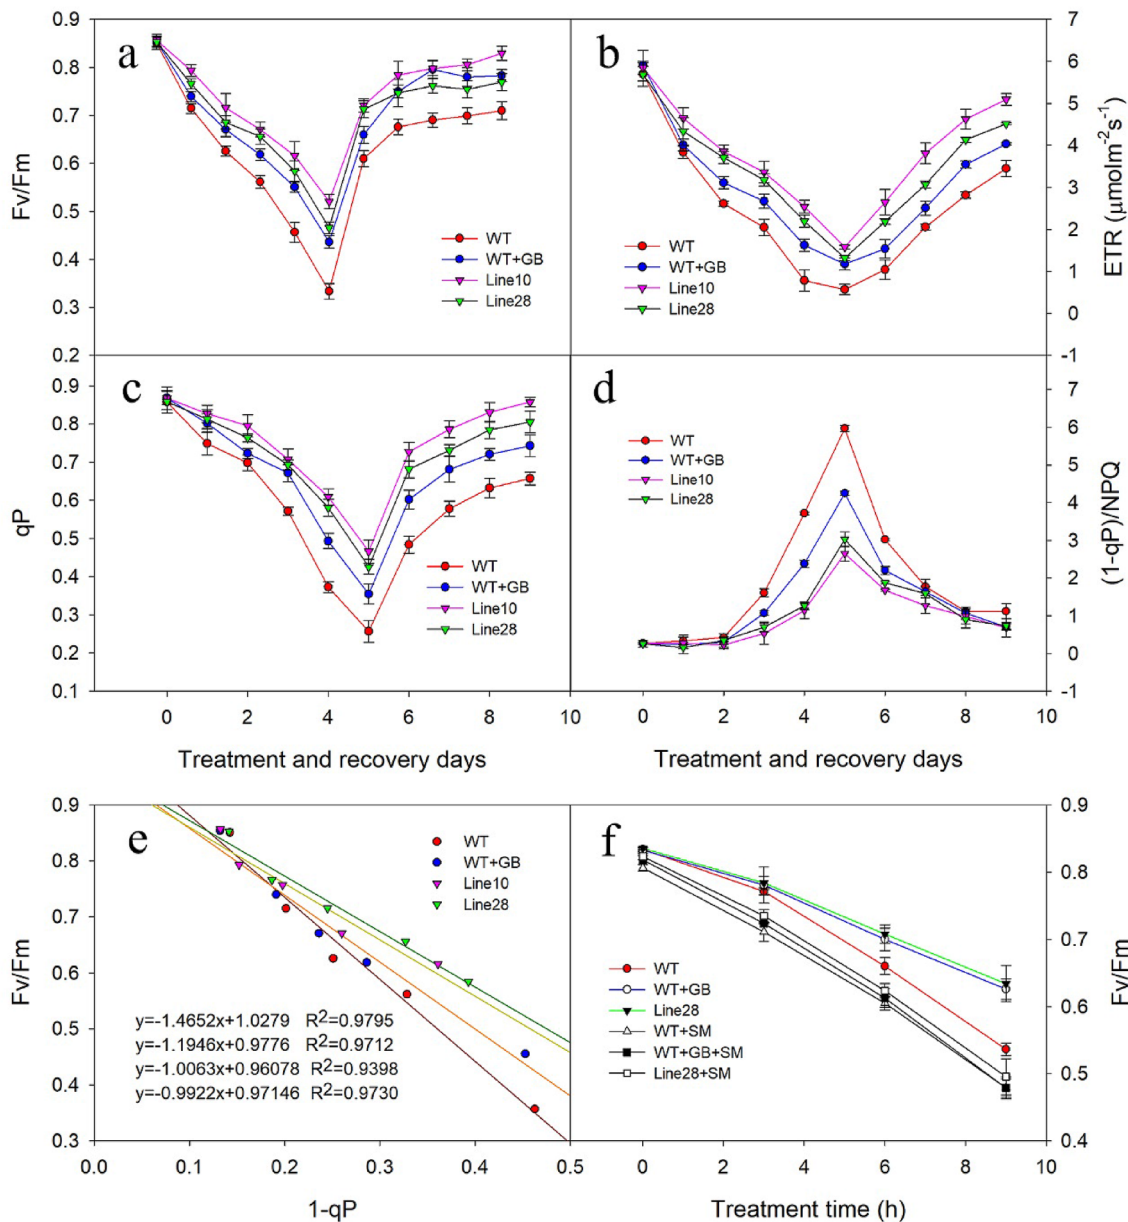 a
0.9
0.8
0.7
0.6
0.5
0.4
0.3
0.2
Fv/Fm
WT
WT+GB
Line10
Line28
b
7
6
5
4
3
2
1
0
-1
ETR (μmolm-2s-1)
WT
WT+GB
Line10
Line28
c
0.9
0.8
0.7
0.6
0.5
0.4
0.3
0.2
0.1
qP
WT
WT+GB
Line10
Line28
0 2 4 6 8 10
Treatment and recovery days
d
7
6
5
4
3
2
1
0
-1
(1-qP)/NPQ
WT
WT+GB
Line10
Line28
0 2 4 6 8 10
Treatment and recovery days
e
0.9
0.8
0.7
0.6
0.5
0.4
0.3
Fv/Fm
WT
WT+GB
Line10
Line28
y=-1.4652x+1.0279 R2=0.9795
y=-1.1946x+0.9776 R2=0.9712
y=-1.0063x+0.96078 R2=0.9398
y=-0.9922x+0.97146 R2=0.9730
0.0 0.2 0.3 0.5
1-qP
f
0.9
0.8
0.7
0.6
0.5
0.4
Fv/Fm
WT
WT+GB
Line28
WT+SM
WT+GB+SM
Line28+SM
0 2 4 6 8 10
Treatment time (h)